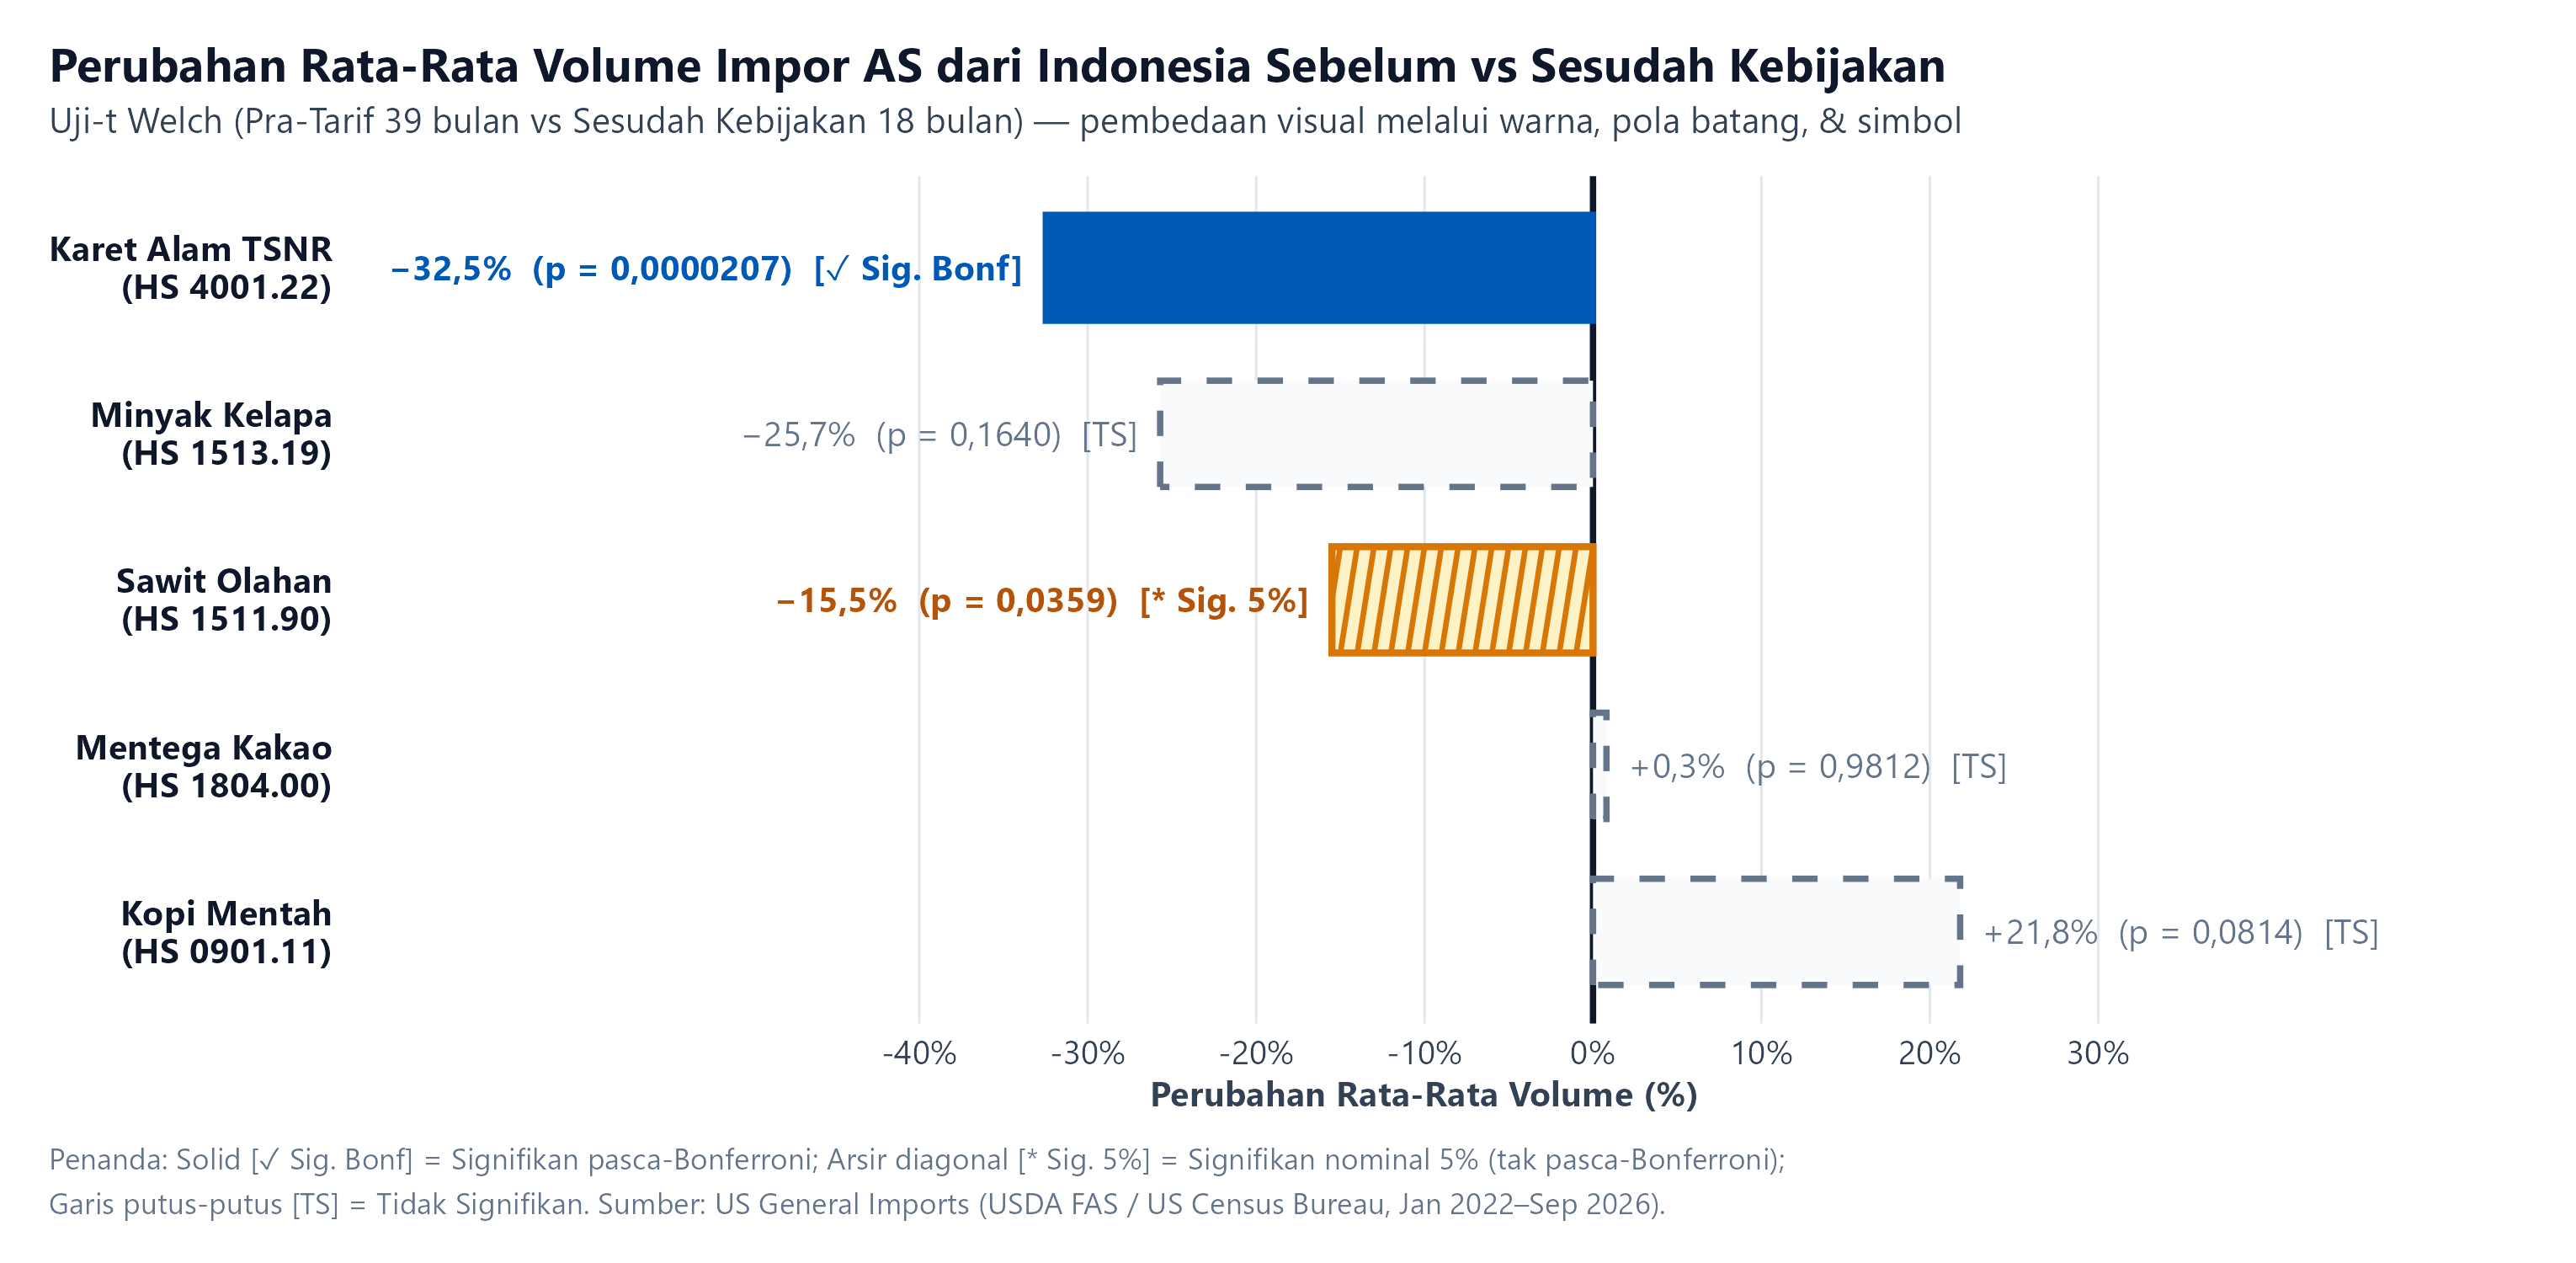 Perubahan Rata-Rata Volume Impor AS dari Indonesia Sebelum vs Sesudah Kebijakan
Uji-t Welch (Pra-Tarif 39 bulan vs Sesudah Kebijakan 18 bulan) — pembedaan visual melalui warna, pola batang, & simbol
Karet Alam TSNR
(HS 4001.22)
−32,5% (p = 0,0000207) [✓ Sig. Bonf]
Minyak Kelapa
(HS 1513.19)
−25,7% (p = 0,1640) [TS]
Sawit Olahan
(HS 1511.90)
−15,5% (p = 0,0359) [* Sig. 5%]
Mentega Kakao
(HS 1804.00)
+0,3% (p = 0,9812) [TS]
Kopi Mentah
(HS 0901.11)
+21,8% (p = 0,0814) [TS]
-40% -30% -20% -10% 0% 10% 20% 30%
Perubahan Rata-Rata Volume (%)
Penanda: Solid [✓ Sig. Bonf] = Signifikan pasca-Bonferroni; Arsir diagonal [* Sig. 5%] = Signifikan nominal 5% (tak pasca-Bonferroni);
Garis putus-putus [TS] = Tidak Signifikan. Sumber: US General Imports (USDA FAS / US Census Bureau, Jan 2022–Sep 2026).